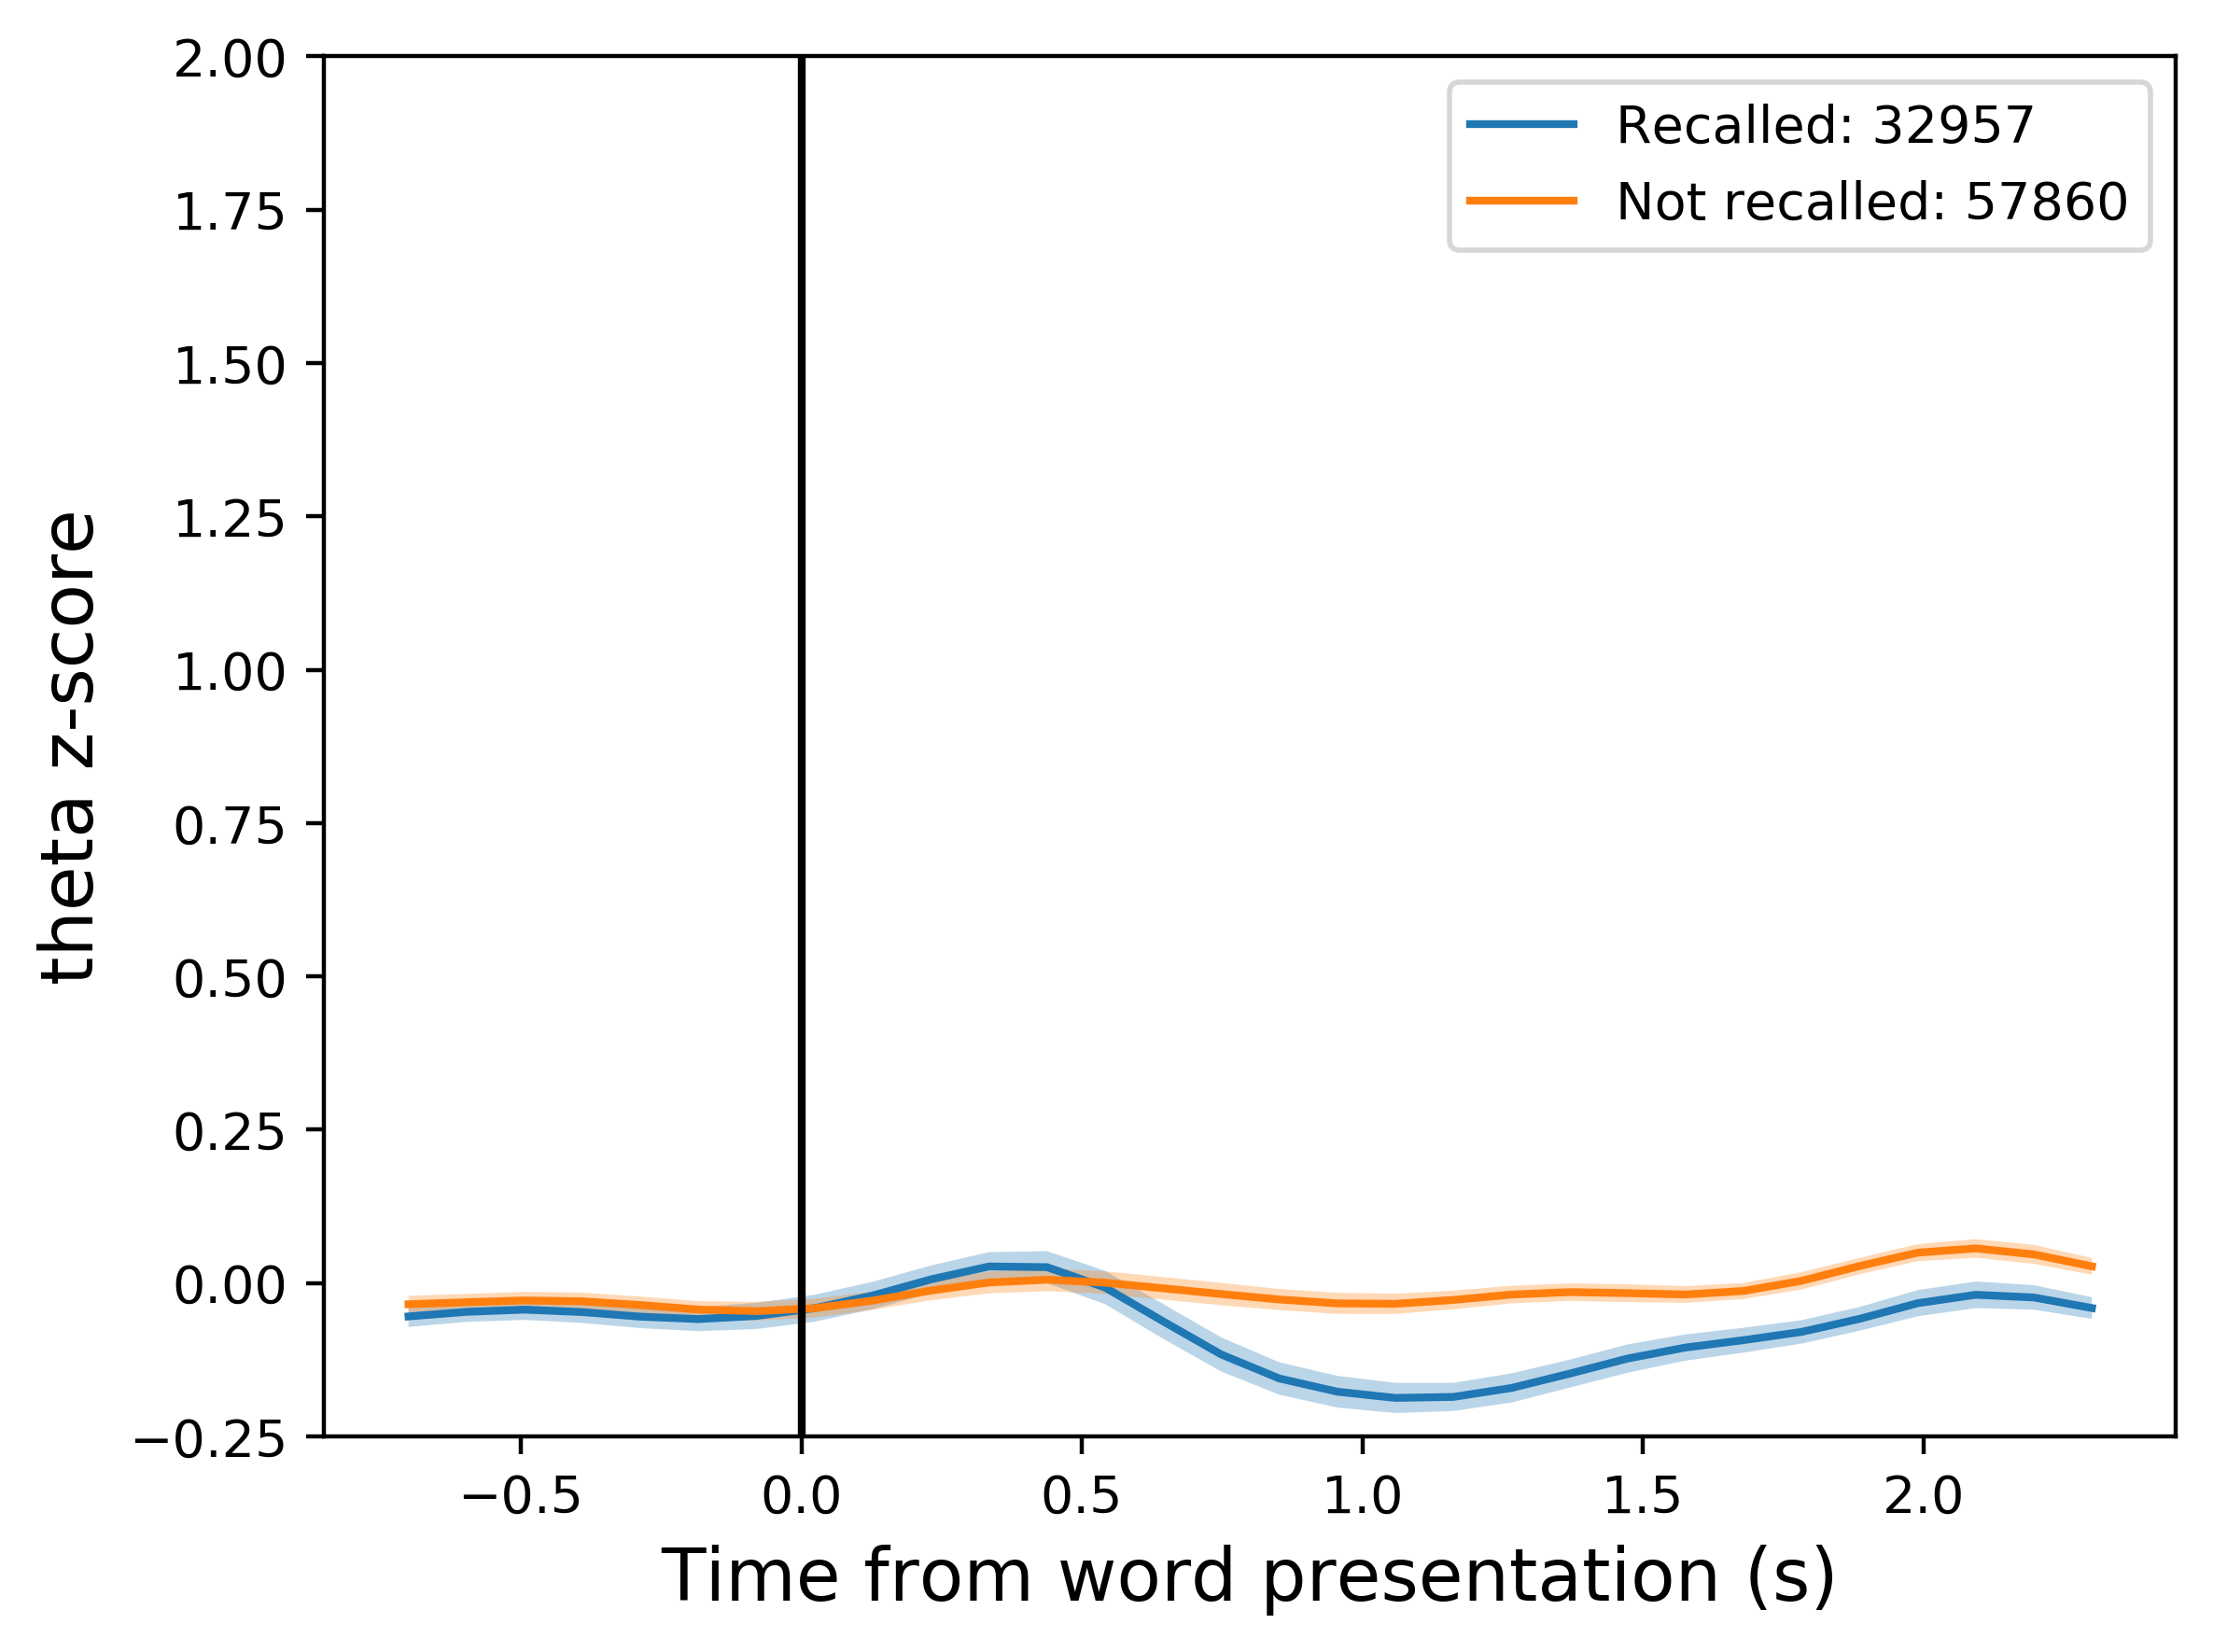 2.00
1.75
1.50
1.25
1.00
0.75
0.50
0.25
0.00
−0.25
theta z-score
Recalled: 32957
Not recalled: 57860
−0.5 0.0 0.5 1.0 1.5 2.0
Time from word presentation (s)